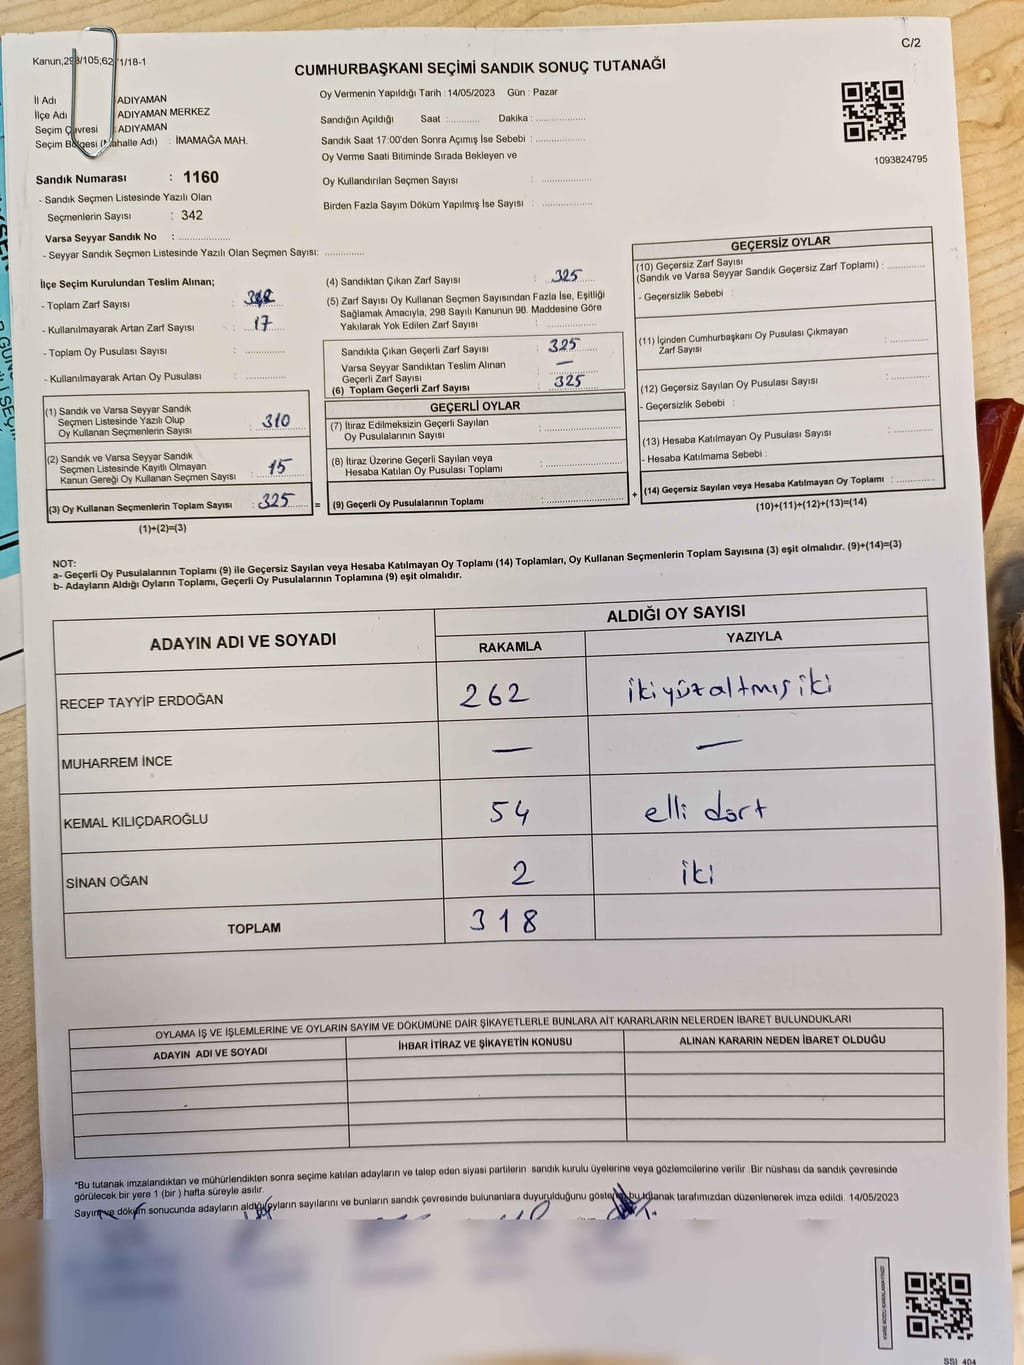 C/2
Kanun;298/105;62/1/18-1
CUMHURBAŞKANI SEÇİMİ SANDIK SONUÇ TUTANAĞI
İl Adı : ADIYAMAN
İlçe Adı ADIYAMAN MERKEZ
Seçim Çevresi : ADIYAMAN
Seçim Bölgesi (Mahalle Adı) : İMAMAĞA MAH.
Sandık Numarası : 1160
- Sandık Seçmen Listesinde Yazılı Olan
Seçmenlerin Sayısı : 342
Varsa Seyyar Sandık No : ................
- Seyyar Sandık Seçmen Listesinde Yazılı Olan Seçmen Sayısı: ............
Oy Vermenin Yapıldığı Tarih : 14/05/2023 Gün : Pazar
Sandığın Açıldığı Saat :........... Dakika : ................
Sandık Saat 17:00'den Sonra Açımış İse Sebebi : ................
Oy Verme Saati Bitiminde Sırada Bekleyen ve
Oy Kullandırılan Seçmen Sayısı : ................
Birden Fazla Sayım Döküm Yapılmış İse Sayısı : ................
1093824795
İlçe Seçim Kurulundan Teslim Alınan;
- Toplam Zarf Sayısı :
- Kullanılmayarak Artan Zarf Sayısı : 17
- Toplam Oy Pusulası Sayısı : ............
- Kullanılmayarak Artan Oy Pusulası : ............
(1) Sandık ve Varsa Seyyar Sandık
Seçmen Listesinde Yazılı Olup
Oy Kullanan Seçmenlerin Sayısı : 310
(2) Sandık ve Varsa Seyyar Sandık
Seçmen Listesinde Kayıtlı Olmayan
Kanun Gereği Oy Kullanan Seçmen Sayısı : 15
(3) Oy Kullanan Seçmenlerin Toplam Sayısı : 325 =
(1)+(2)=(3)
(4) Sandıktan Çıkan Zarf Sayısı : 325
(5) Zarf Sayısı Oy Kullanan Seçmen Sayısından Fazla İse, Eşitliği
Sağlamak Amacıyla; 298 Sayılı Kanunun 98. Maddesine Göre
Yakılarak Yok Edilen Zarf Sayısı : ................
Sandıkta Çıkan Geçerli Zarf Sayısı : 325
Varsa Seyyar Sandıktan Teslim Alınan
Geçerli Zarf Sayısı : —
(6) Toplam Geçerli Zarf Sayısı : 325
GEÇERLİ OYLAR
(7) İtiraz Edilmeksizin Geçerli Sayılan
Oy Pusulalarının Sayısı : ................
(8) İtiraz Üzerine Geçerli Sayılan veya
Hesaba Katılan Oy Pusulası Toplamı : ................
(9) Geçerli Oy Pusulalarının Toplamı : ................ +
GEÇERSİZ OYLAR
(10) Geçersiz Zarf Sayısı
(Sandık ve Varsa Seyyar Sandık Geçersiz Zarf Toplamı) : ............
- Geçersizlik Sebebi :
(11) İçinden Cumhurbaşkanı Oy Pusulası Çıkmayan
Zarf Sayısı : ............
(12) Geçersiz Sayılan Oy Pusulası Sayısı : ............
- Geçersizlik Sebebi :
(13) Hesaba Katılmayan Oy Pusulası Sayısı : ............
- Hesaba Katılmama Sebebi :
(14) Geçersiz Sayılan veya Hesaba Katılmayan Oy Toplamı : ............
(10)+(11)+(12)+(13)=(14)
NOT:
a- Geçerli Oy Pusulalarının Toplamı (9) ile Geçersiz Sayılan veya Hesaba Katılmayan Oy Toplamı (14) Toplamları, Oy Kullanan Seçmenlerin Toplam Sayısına (3) eşit olmalıdır. (9)+(14)=(3)
b- Adayların Aldığı Oyların Toplamı, Geçerli Oy Pusulalarının Toplamına (9) eşit olmalıdır.
ADAYIN ADI VE SOYADI ALDIĞI OY SAYISI
RAKAMLA YAZIYLA
RECEP TAYYİP ERDOĞAN 262 ikiyüzaltmış iki
MUHARREM İNCE — —
KEMAL KILIÇDAROĞLU 54 elli dört
SİNAN OĞAN 2 iki
TOPLAM 318
OYLAMA İŞ VE İŞLEMLERİNE VE OYLARIN SAYIM VE DÖKÜMÜNE DAİR ŞİKAYETLERLE BUNLARA AİT KARARLARIN NELERDEN İBARET BULUNDUKLARI
ADAYIN ADI VE SOYADI İHBAR İTİRAZ VE ŞİKAYETİN KONUSU ALINAN KARARIN NEDEN İBARET OLDUĞU
*Bu tutanak imzalandıktan ve mühürlendikten sonra seçime katılan adayların ve talep eden siyasi partilerin sandık kurulu üyelerine veya gözlemcilerine verilir .Bir nüshası da sandık çevresinde
görülecek bir yere 1 (bir ) hafta süreyle asılır.
Sayım ve döküm sonucunda adayların aldığı oyların sayılarını ve bunların sandık çevresinde bulunanlara duyurulduğunu gösteren bu tutanak tarafımızdan düzenlenerek imza edildi. 14/05/2023
SSI_404